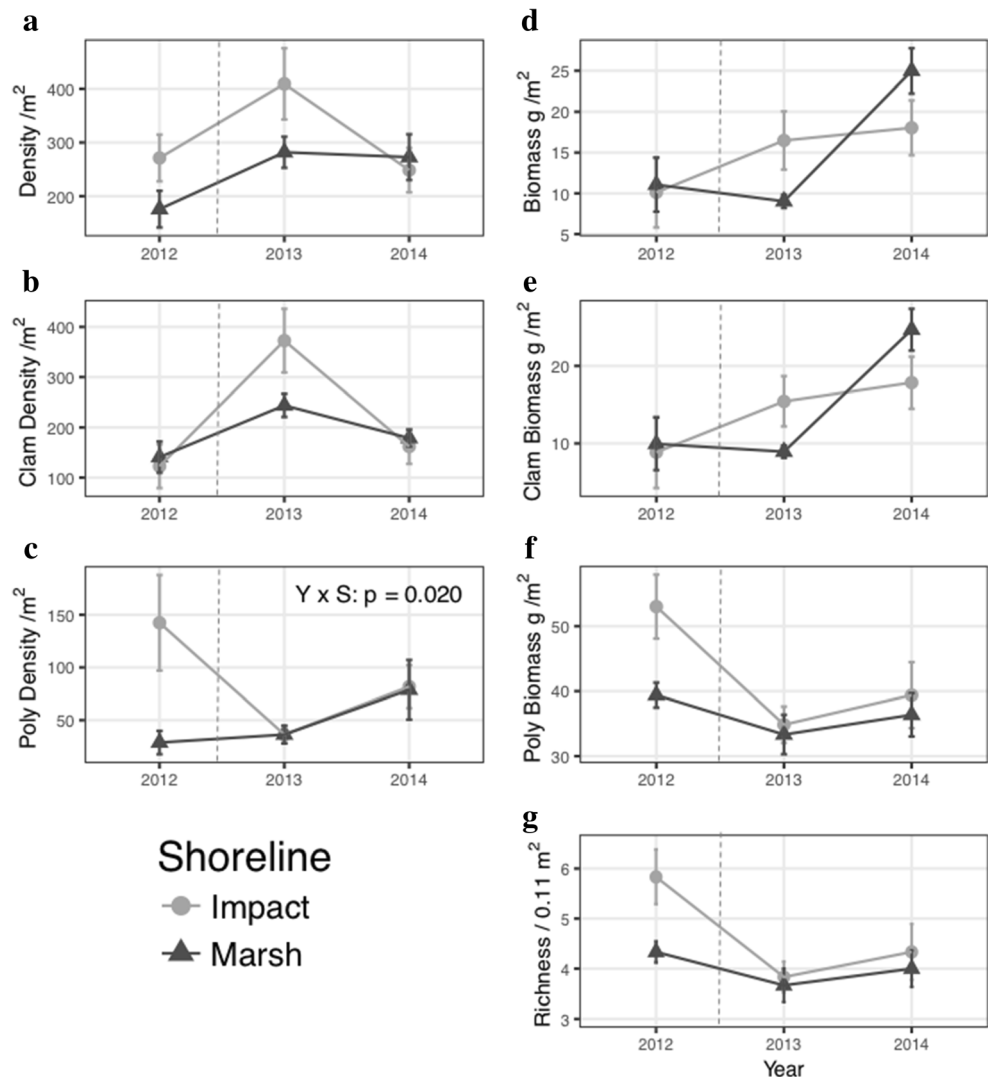 a
Density /m²
400
300
200
2012 2013 2014
b
Clam Density/m²
400
300
200
100
2012 2013 2014
c
Poly Density/m²
150
100
50
Y x S: p = 0.020
2012 2013 2014
Shoreline
Impact
Marsh
d
Biomass g /m²
25
20
15
10
5
2012 2013 2014
e
Clam Biomass g /m²
20
10
2012 2013 2014
f
Poly Biomass g /m²
50
40
30
2012 2013 2014
g
Richness / 0.11 m²
6
5
4
3
2012 2013 2014
Year